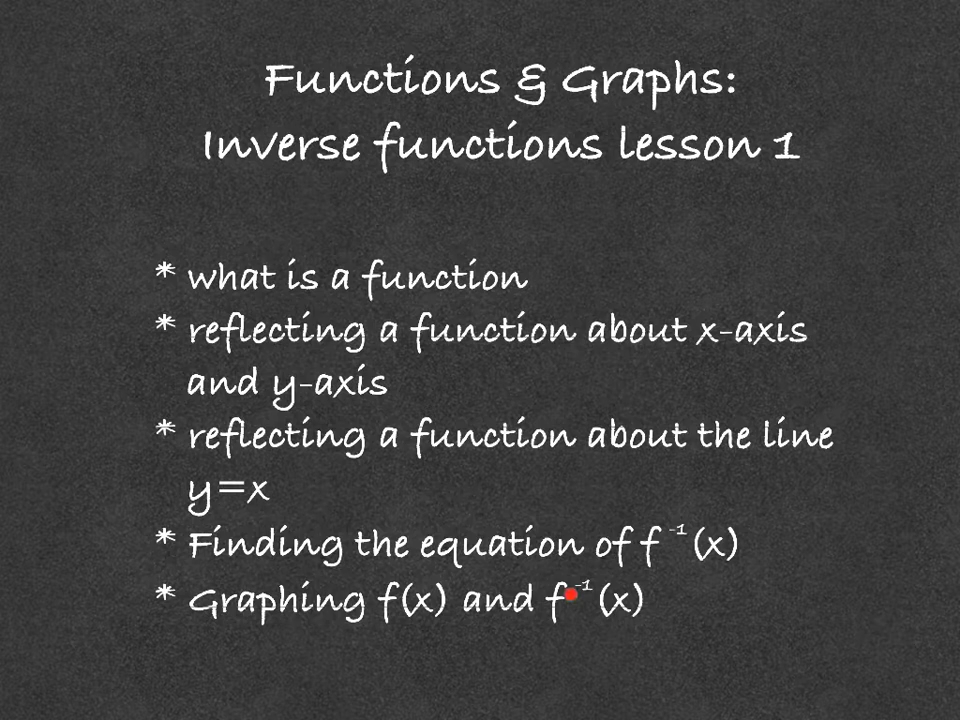 Functions & Graphs:
Inverse functions lesson 1
* what is a function
* reflecting a function about x-axis
and y-axis
* reflecting a function about the line
y=x
* Finding the equation of f⁻¹(x)
* Graphing f(x) and f⁻¹(x)